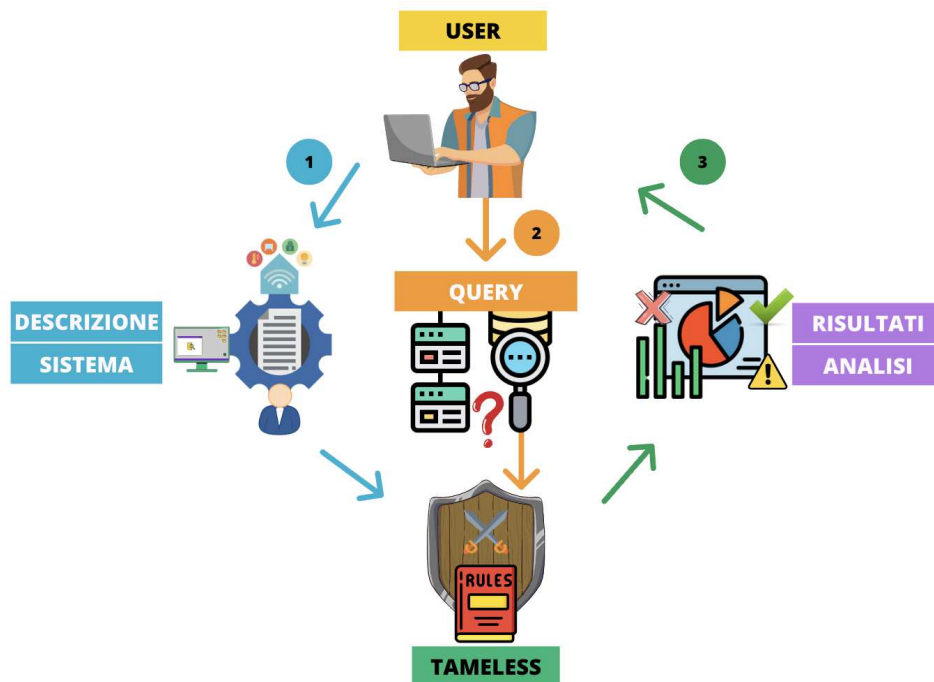 USER
1
3
2
DESCRIZIONE
SISTEMA
QUERY
RISULTATI
ANALISI
RULES
TAMELESS